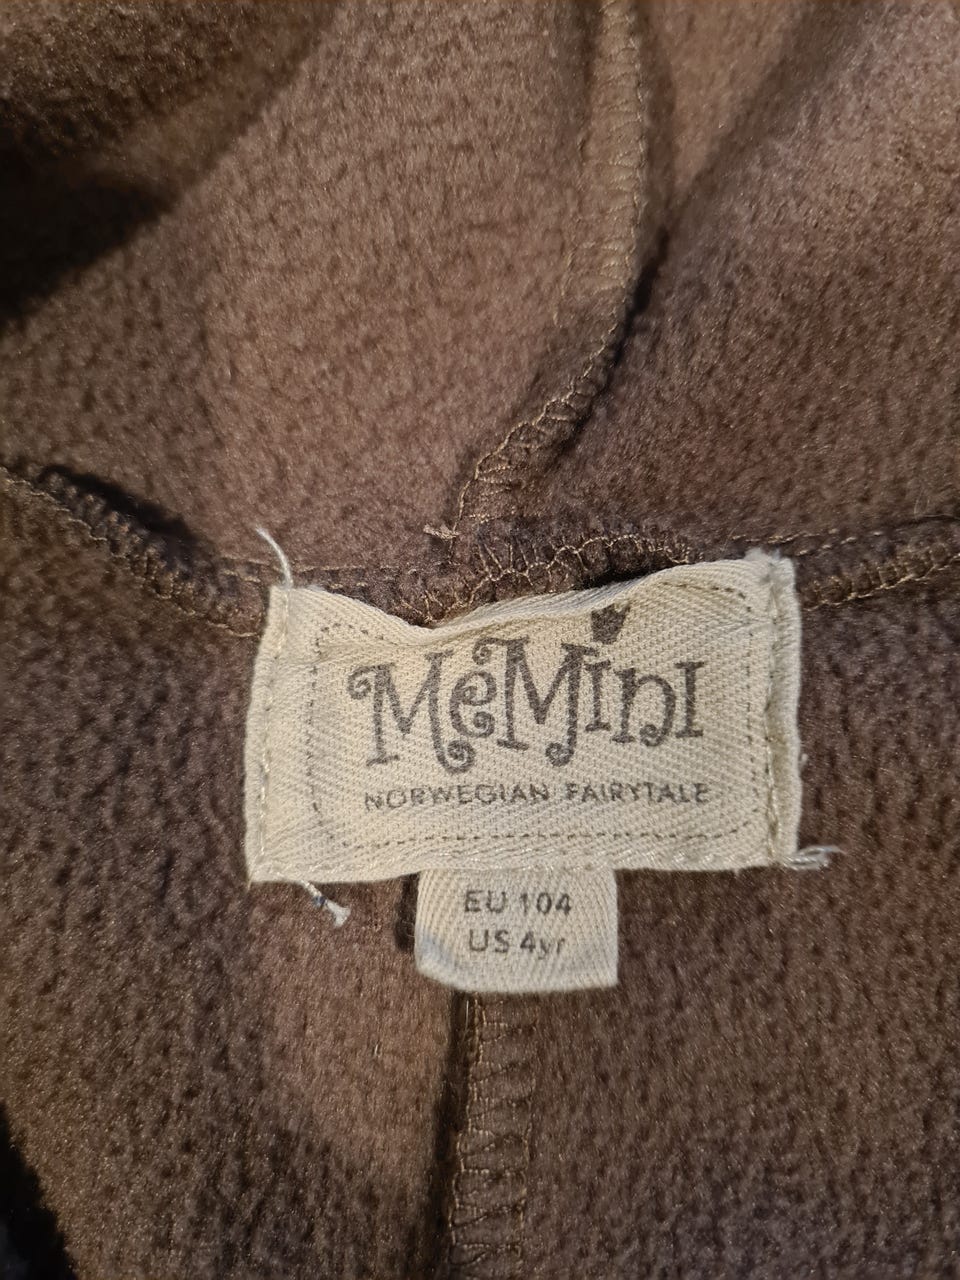 MeMini
NORWEGIAN FAIRYTALE
EU 104
US 4yr